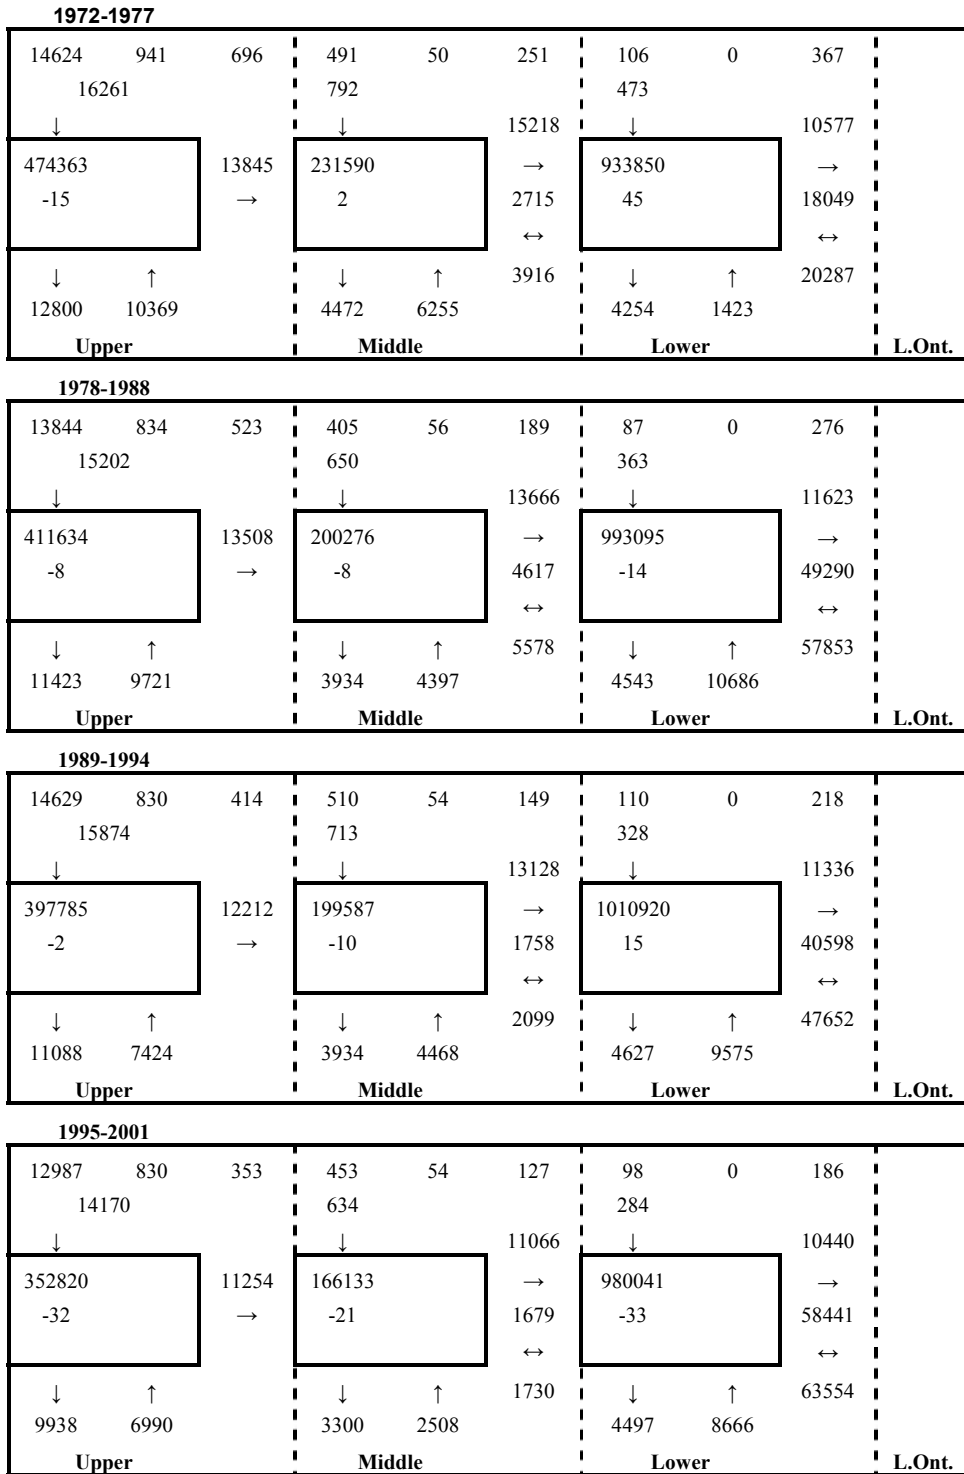 1972-1977
14624 941 696 491 50 251 106 0 367
16261 792 473
↓ ↓ 15218 ↓ 10577
474363 13845 231590 → 933850 →
-15 → 2 2715 45 18049
↔ ↔
↓ ↑ ↓ ↑ 3916 ↓ ↑ 20287
12800 10369 4472 6255 4254 1423
Upper Middle Lower L.Ont.
1978-1988
13844 834 523 405 56 189 87 0 276
15202 650 363
↓ ↓ 13666 ↓ 11623
411634 13508 200276 → 993095 →
-8 → -8 4617 -14 49290
↔ ↔
↓ ↑ ↓ ↑ 5578 ↓ ↑ 57853
11423 9721 3934 4397 4543 10686
Upper Middle Lower L.Ont.
1989-1994
14629 830 414 510 54 149 110 0 218
15874 713 328
↓ ↓ 13128 ↓ 11336
397785 12212 199587 → 1010920 →
-2 → -10 1758 15 40598
↔ ↔
↓ ↑ ↓ ↑ 2099 ↓ ↑ 47652
11088 7424 3934 4468 4627 9575
Upper Middle Lower L.Ont.
1995-2001
12987 830 353 453 54 127 98 0 186
14170 634 284
↓ ↓ 11066 ↓ 10440
352820 11254 166133 → 980041 →
-32 → -21 1679 -33 58441
↔ ↔
↓ ↑ ↓ ↑ 1730 ↓ ↑ 63554
9938 6990 3300 2508 4497 8666
Upper Middle Lower L.Ont.